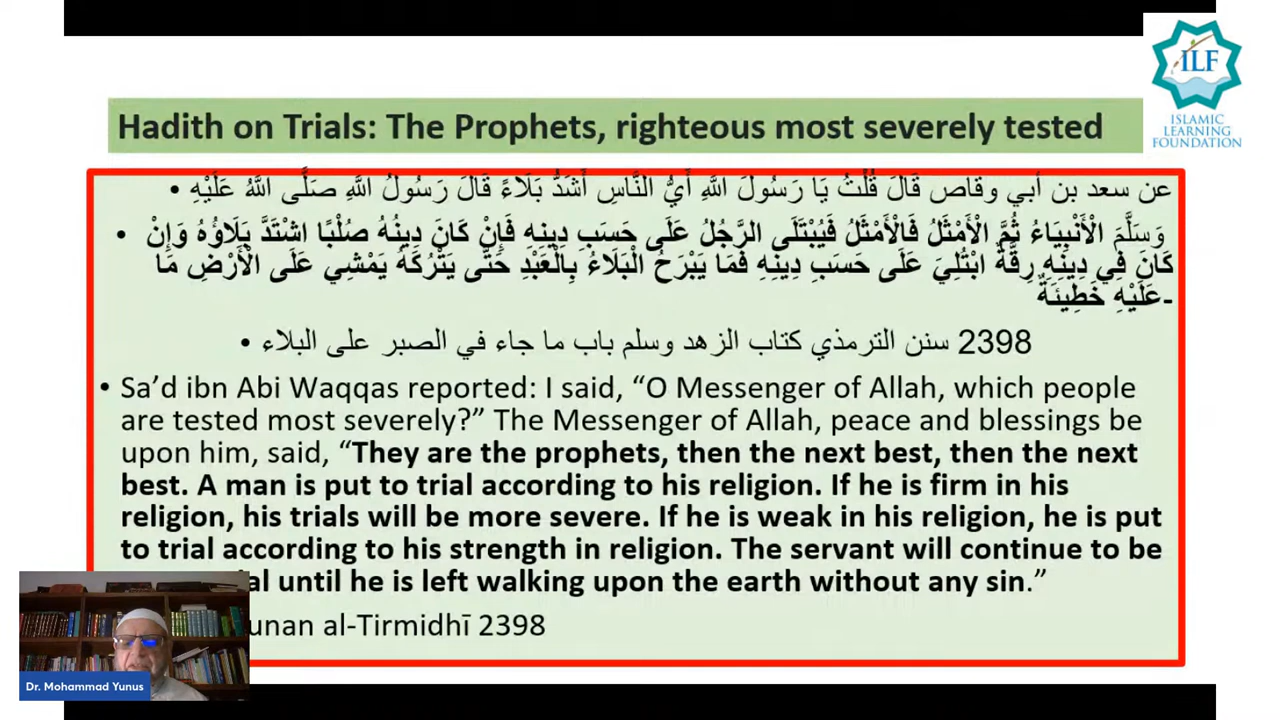 ILF
ISLAMIC
LEARNING
FOUNDATION
Hadith on Trials: The Prophets, righteous most severely tested
• عن سعد بن أبي وقاص قَالَ قُلْتُ يَا رَسُولَ اللَّهِ أَيُّ النَّاسِ أَشَدُّ بَلَاءً قَالَ رَسُولُ اللَّهِ صَلَّى اللَّهُ عَلَيْهِ
• وَسَلَّمَ الْأَنْبِيَاءُ ثُمَّ الْأَمْثَلُ فَالْأَمْثَلُ فَيُبْتَلَى الرَّجُلُ عَلَى حَسَبِ دِينِهِ فَإِنْ كَانَ دِينُهُ صُلْبًا اشْتَدَّ بَلَاؤُهُ وَإِنْ
كَانَ فِي دِينِهِ رِقَّةٌ ابْتُلِيَ عَلَى حَسَبِ دِينِهِ فَمَا يَبْرَحُ الْبَلَاءُ بِالْعَبْدِ حَتَّى يَتْرُكَهُ يَمْشِي عَلَى الْأَرْضِ مَا
عَلَيْهِ خَطِيئَةٌ-
• 2398 سنن الترمذي كتاب الزهد وسلم باب ما جاء في الصبر على البلاء
• Sa’d ibn Abi Waqqas reported: I said, “O Messenger of Allah, which people
are tested most severely?” The Messenger of Allah, peace and blessings be
upon him, said, “They are the prophets, then the next best, then the next
best. A man is put to trial according to his religion. If he is firm in his
religion, his trials will be more severe. If he is weak in his religion, he is put
to trial according to his strength in religion. The servant will continue to be
al until he is left walking upon the earth without any sin.”
unan al-Tirmidhī 2398
Dr. Mohammad Yunus